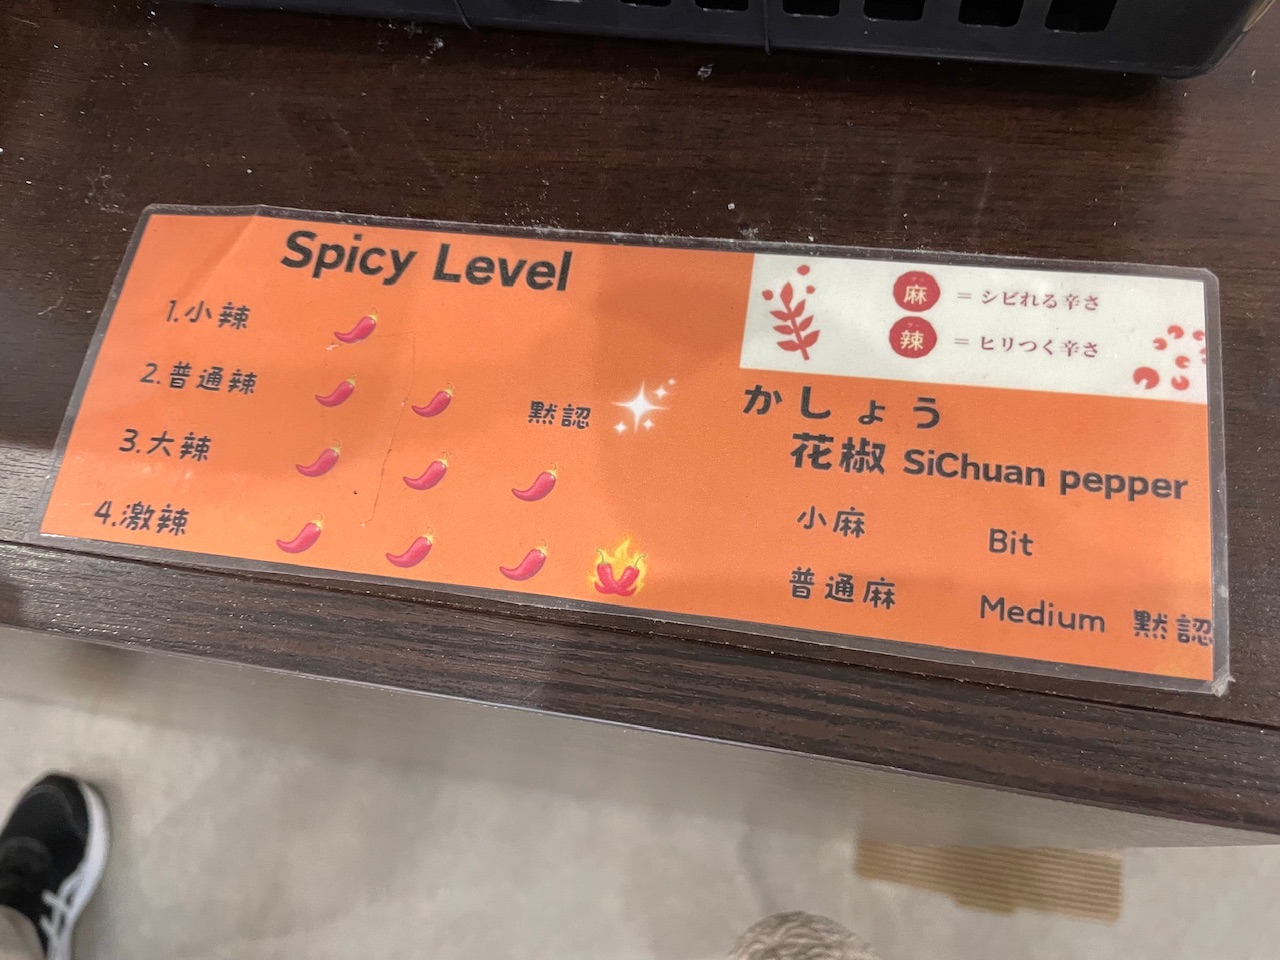 Spicy Level
1.小辣
2.普通辣 黙認
3.大辣
4.激辣
麻 = シビれる辛さ
辣 = ヒリつく辛さ
かしょう
花椒 SiChuan pepper
小麻 Bit
普通麻 Medium 黙認